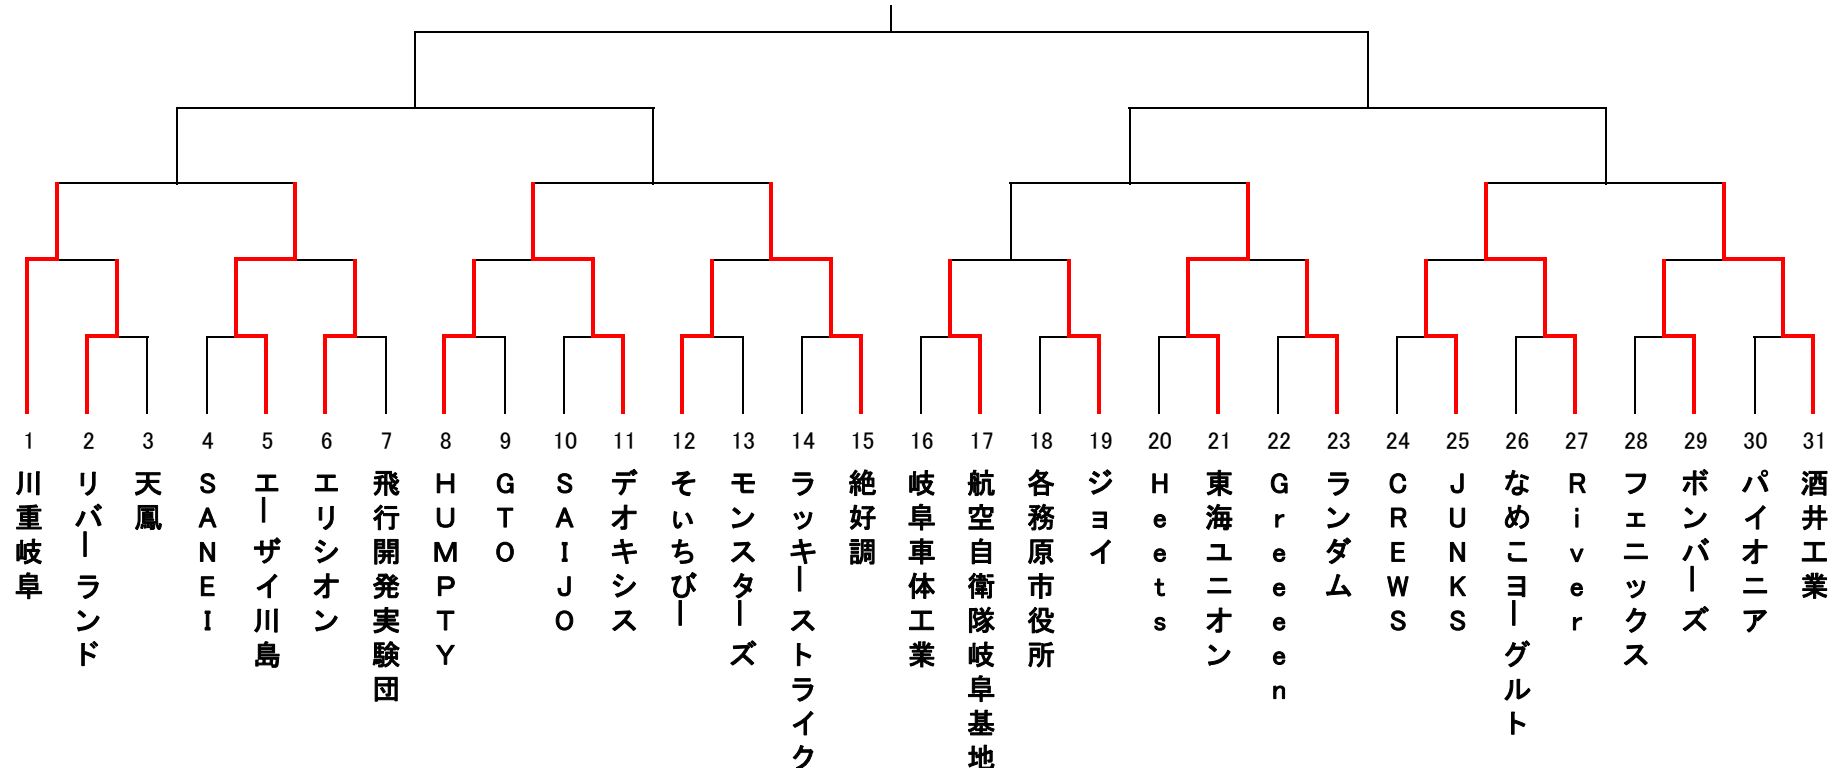 1 2 3 4 5 6 7 8 9 10 11 12 13 14 15 16 17 18 19 20 21 22 23 24 25 26 27 28 29 30 31
川重岐阜
リバーランド
天鳳
SANEI
エーザイ川島
エリシオン
飛行開発実験団
HUMPTY
GTO
SAIJO
デオキシス
そぃちびー
モンスターズ
ラッキーストライク
絶好調
岐阜車体工業
航空自衛隊岐阜基地
各務原市役所
ジョイ
Heets
東海ユニオン
Greeeen
ランダム
CREWS
JUNKS
なめこヨーグルト
River
フェニックス
ボンバーズ
パイオニア
酒井工業